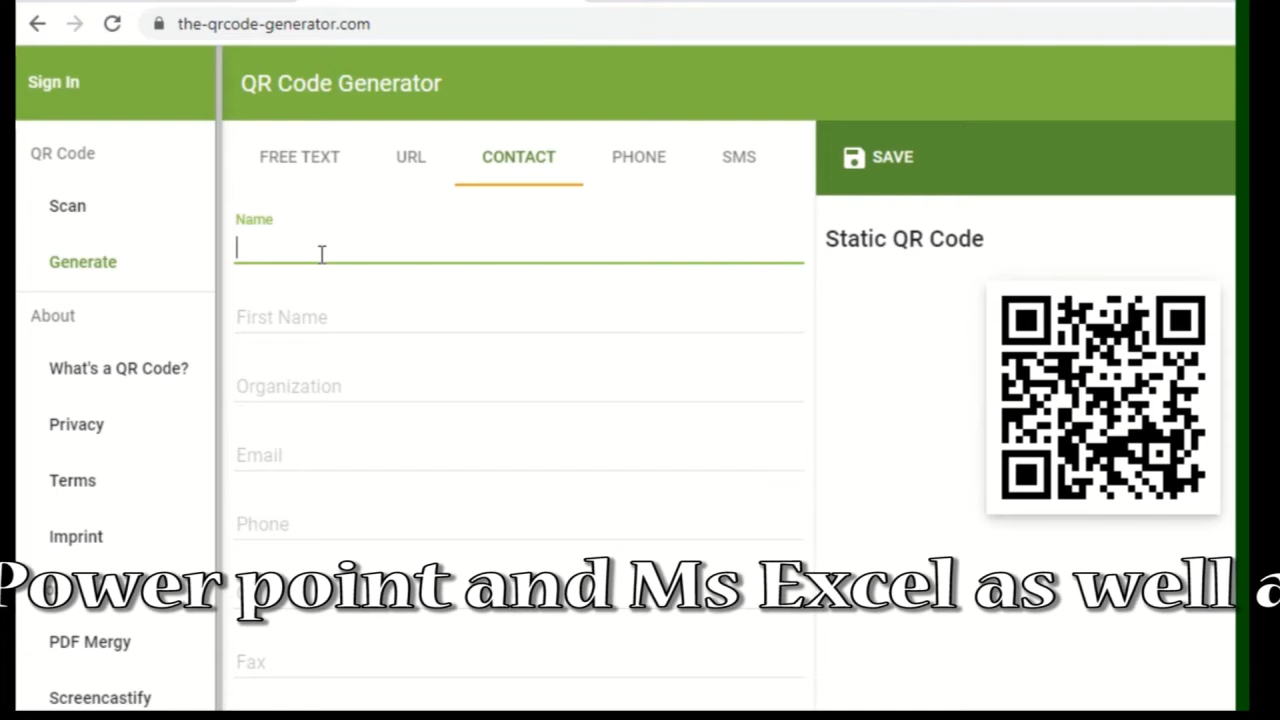 the-qrcode-generator.com
Sign In
QR Code Generator
QR Code
Scan
Generate
About
What's a QR Code?
Privacy
Terms
Imprint
PDF Mergy
Screencastify
FREE TEXT
URL
CONTACT
PHONE
SMS
Name
First Name
Organization
Email
Phone
Fax
SAVE
Static QR Code
Power point and Ms Excel as well a